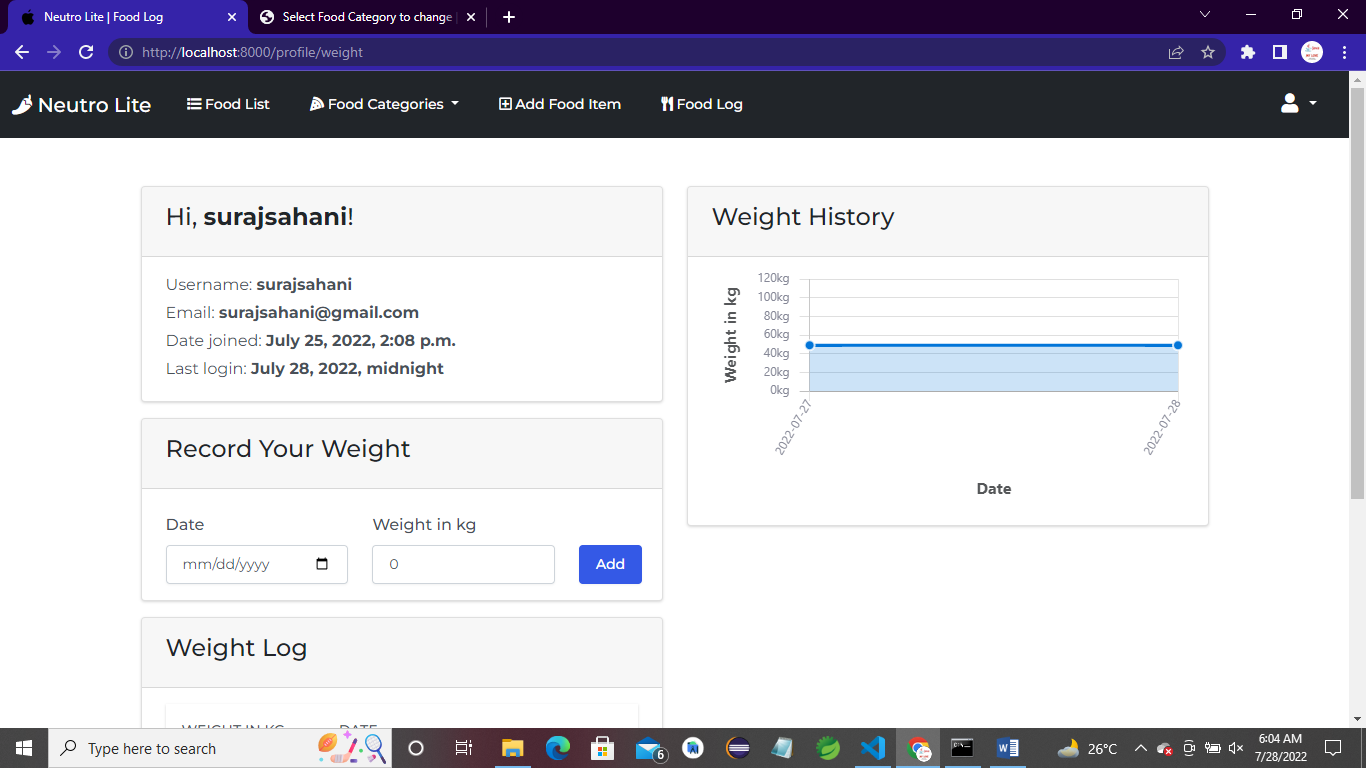 Neutro Lite | Food Log
Select Food Category to change
http://localhost:8000/profile/weight
Neutro Lite
Food List
Food Categories
Add Food Item
Food Log
Hi, surajsahani!
Username: surajsahani
Email: surajsahani@gmail.com
Date joined: July 25, 2022, 2:08 p.m.
Last login: July 28, 2022, midnight
Record Your Weight
Date
Weight in kg
mm/dd/yyyy
0
Add
Weight Log
WEIGHT IN KG
DATE
Weight History
Weight in kg
120kg
100kg
80kg
60kg
40kg
20kg
0kg
2022-07-27
2022-07-28
Date
Type here to search
6
26°C
6:04 AM
7/28/2022